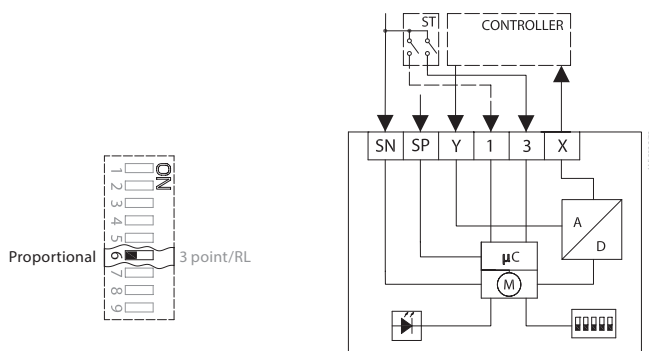 ST
CONTROLLER
SN SP Y 1 3 X
A
D
µC
M
ON
1
2
3
4
5
6
7
8
9
Proportional
3 point/RL